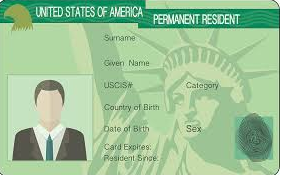 UNITED STATES OF AMERICA PERMANENT RESIDENT
Surname
Given Name
USCIS# Category
Country of Birth
Date of Birth Sex
Card Expires:
Resident Since: